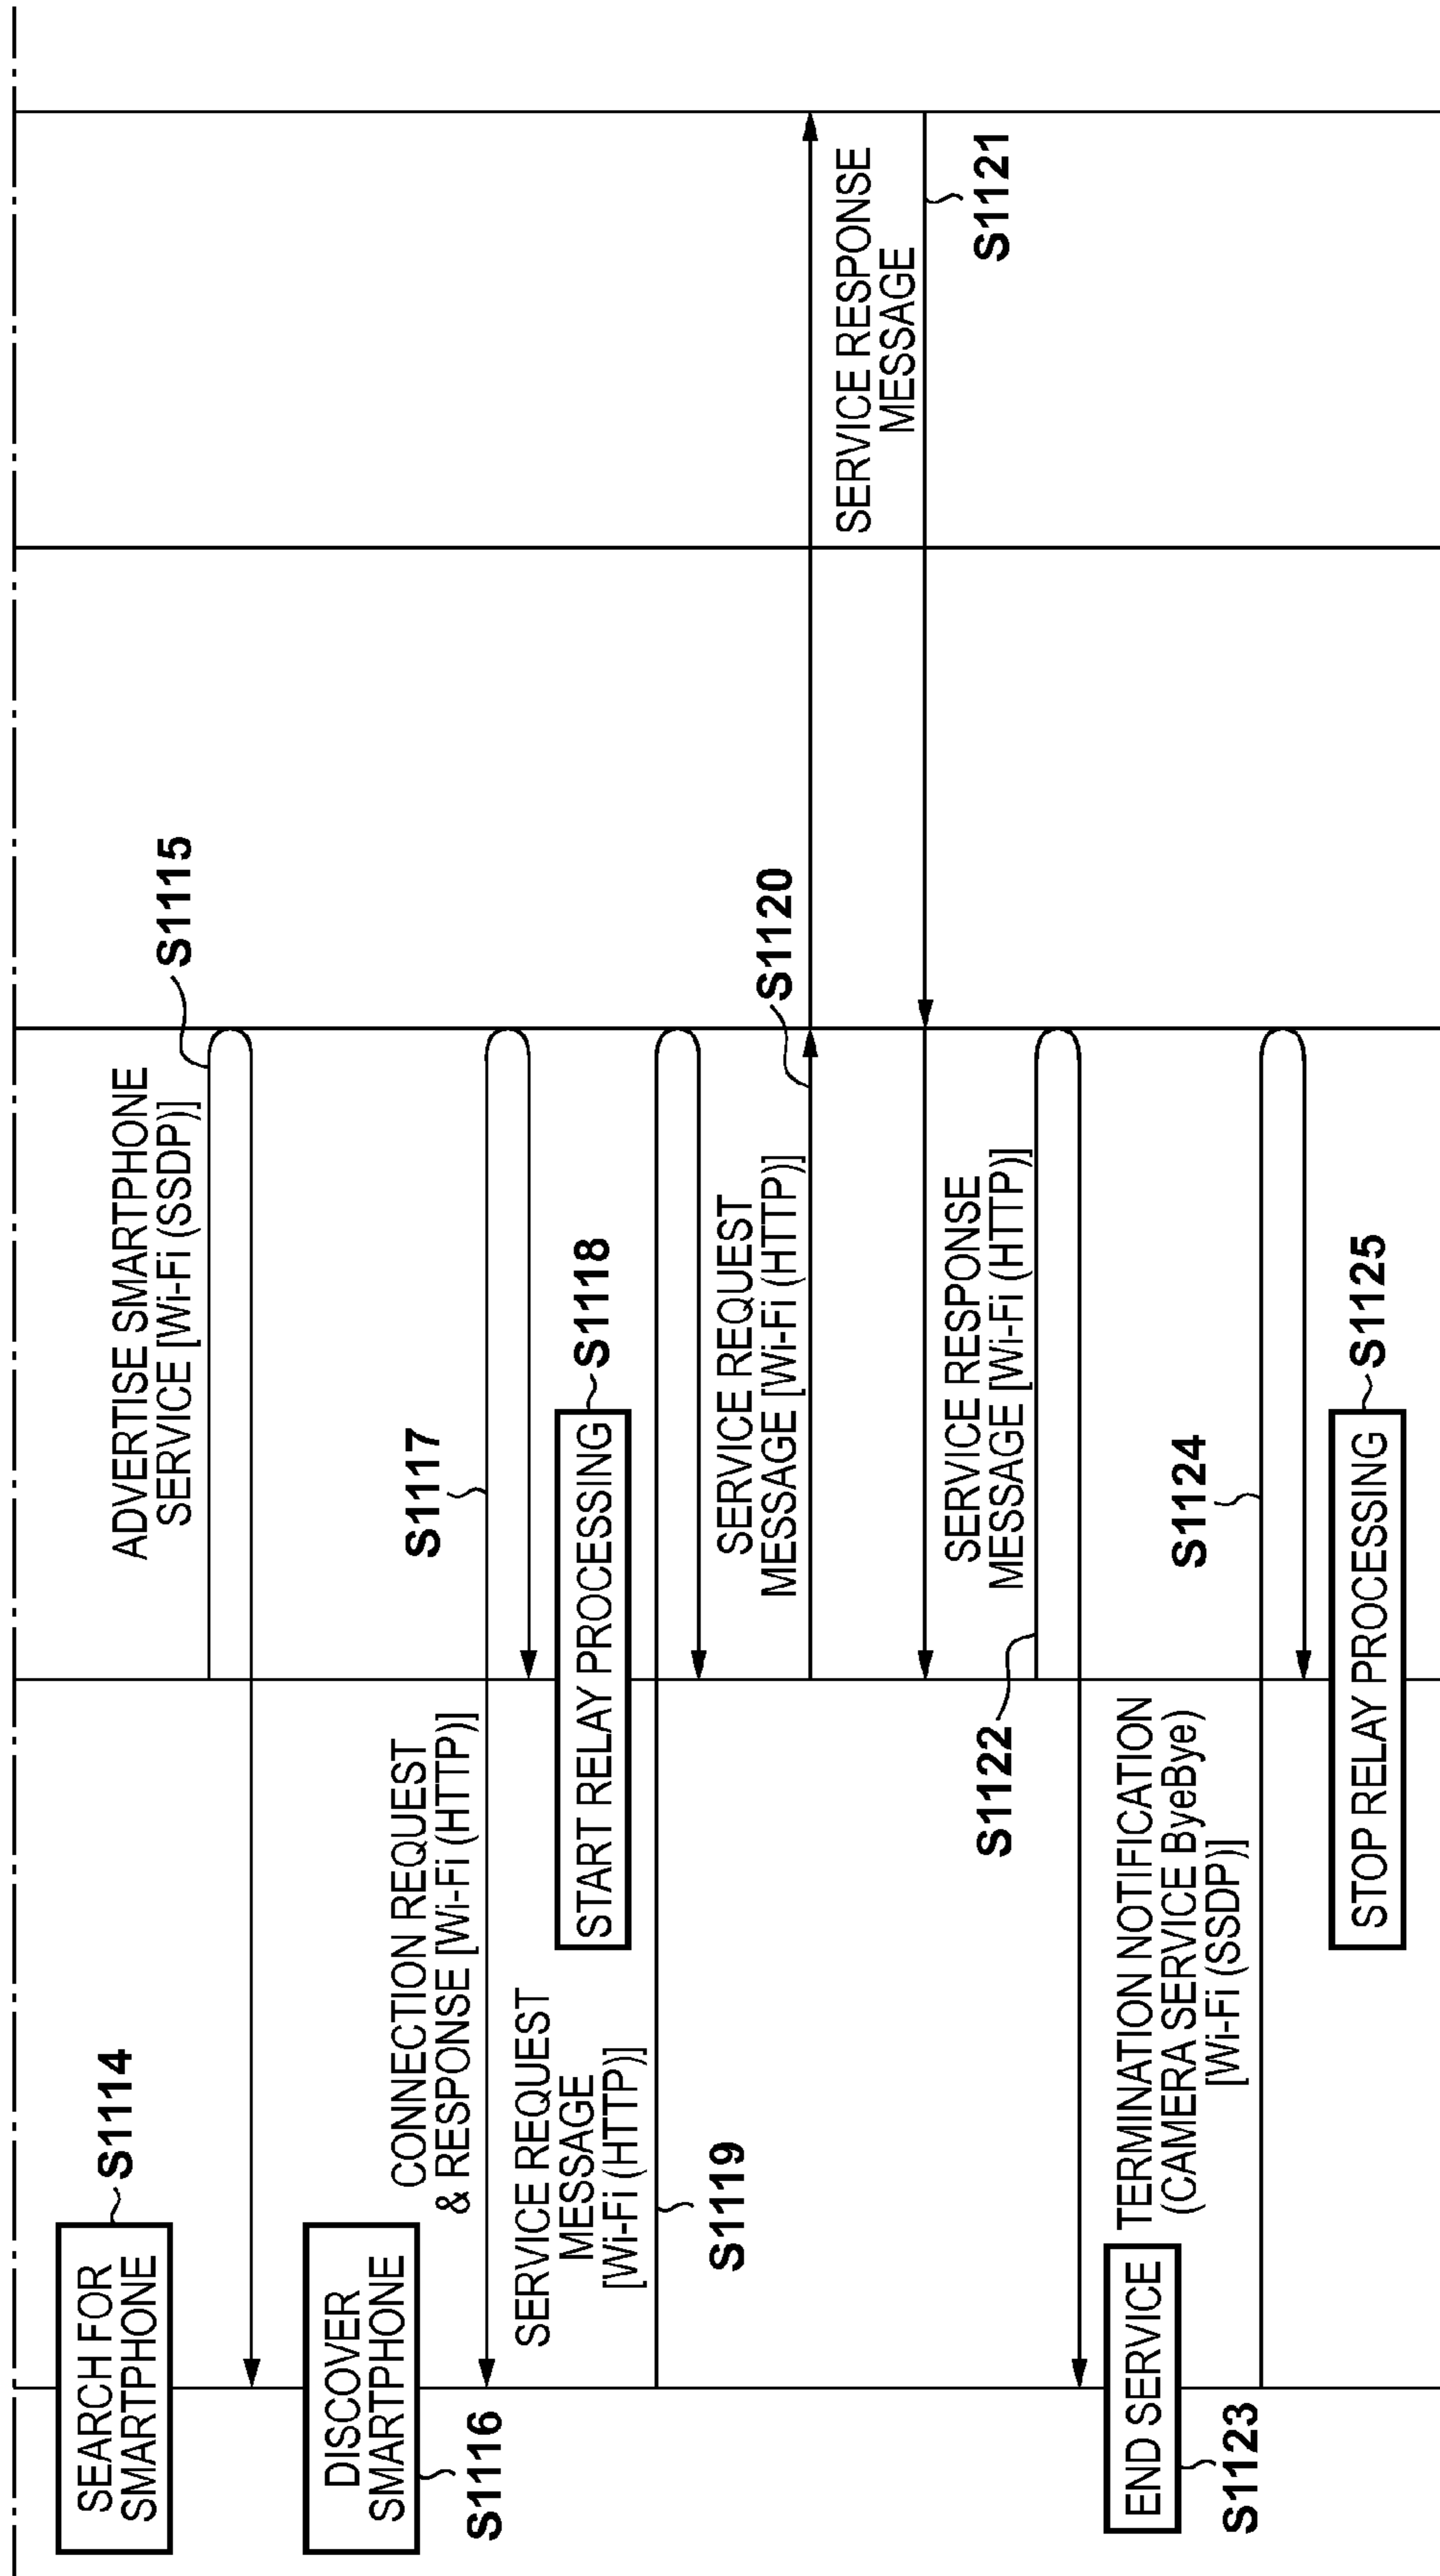 SEARCH FOR
SMARTPHONE
S1114
ADVERTISE SMARTPHONE
SERVICE [Wi-Fi (SSDP)]
S1115
DISCOVER
SMARTPHONE
S1116
CONNECTION REQUEST
& RESPONSE [Wi-Fi (HTTP)]
S1117
START RELAY PROCESSING
S1118
SERVICE REQUEST
MESSAGE
[Wi-Fi (HTTP)]
S1119
SERVICE REQUEST
MESSAGE [Wi-Fi (HTTP)]
S1120
SERVICE RESPONSE
MESSAGE
S1121
SERVICE RESPONSE
MESSAGE [Wi-Fi (HTTP)]
S1122
END SERVICE
S1123
TERMINATION NOTIFICATION
(CAMERA SERVICE ByeBye)
[Wi-Fi (SSDP)]
S1124
STOP RELAY PROCESSING
S1125